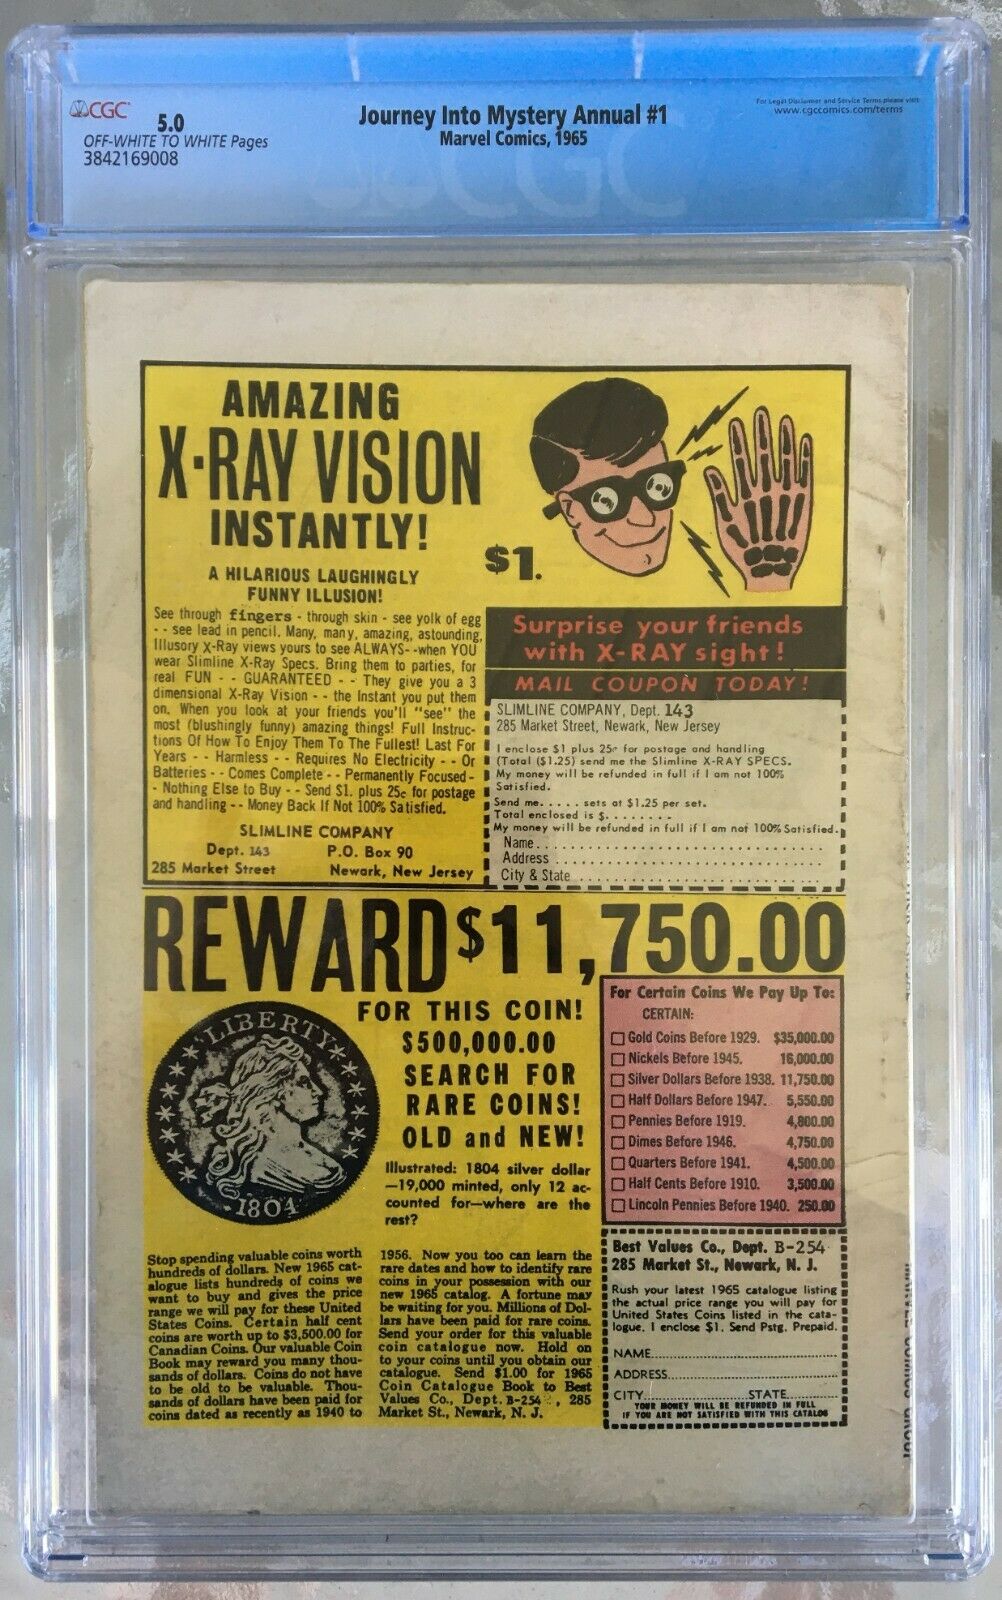 CGC
5.0
OFF-WHITE TO WHITE Pages
3842169008
Journey Into Mystery Annual #1
Marvel Comics, 1965
For Legal Disclaimer and Service Terms please visit:
www.cgccomics.com/terms
CGC
AMAZING
X-RAY VISION
INSTANTLY!
A HILARIOUS LAUGHINGLY
FUNNY ILLUSION!
$1.
See through fingers - through skin - see yolk of egg
- - see lead in pencil. Many, many, amazing, astounding,
Illusory X-Ray views yours to see ALWAYS- -when YOU
wear Slimline X-Ray Specs. Bring them to parties, for
real FUN - - GUARANTEED - - They give you a 3
dimensional X-Ray Vision - - the Instant you put them
on. When you look at your friends you'll "see" the
most (blushingly funny) amazing things! Full Instruc-
tions Of How To Enjoy Them To The Fullest! Last For
Years - - Harmless - - Requires No Electricity - - Or
Batteries - - Comes Complete - - Permanently Focused-
- Nothing Else to Buy - - Send $1. plus 25c for postage
and handling - - Money Back If Not 100% Satisfied.
SLIMLINE COMPANY
Dept. 143 P.O. Box 90
285 Market Street Newark, New Jersey
Surprise your friends
with X-RAY sight!
MAIL COUPON TODAY!
SLIMLINE COMPANY, Dept. 143
285 Market Street, Newark, New Jersey
I enclose $1 plus 25c for postage and handling
(Total ($1.25) send me the Slimline X-RAY SPECS.
My money will be refunded in full if I am not 100%
Satisfied.
Send me. . . . . sets at $1.25 per set.
Total enclosed is $. . . . . . . .
My money will be refunded in full if I am not 100% Satisfied.
Name
Address
City & State
REWARD $11,750.00
FOR THIS COIN!
$500,000.00
SEARCH FOR
RARE COINS!
OLD and NEW!
LIBERTY
1804
Illustrated: 1804 silver dollar
—19,000 minted, only 12 ac-
counted for—where are the
rest?
Stop spending valuable coins worth
hundreds of dollars. New 1965 cat-
alogue lists hundreds of coins we
want to buy and gives the price
range we will pay for these United
States Coins. Certain half cent
coins are worth up to $3,500.00 for
Canadian Coins. Our valuable Coin
Book may reward you many thou-
sands of dollars. Coins do not have
to be old to be valuable. Thou-
sands of dollars have been paid for
coins dated as recently as 1940 to
1956. Now you too can learn the
rare dates and how to identify rare
coins in your possession with our
new 1965 catalog. A fortune may
be waiting for you. Millions of Dol-
lars have been paid for rare coins.
Send your order for this valuable
coin catalogue now. Hold on
to your coins until you obtain our
catalogue. Send $1.00 for 1965
Coin Catalogue Book to Best
Values Co., Dept. B-254, 285
Market St., Newark, N. J.
For Certain Coins We Pay Up To:
CERTAIN:
Gold Coins Before 1929. $35,000.00
Nickels Before 1945. 16,000.00
Silver Dollars Before 1938. 11,750.00
Half Dollars Before 1947. 5,550.00
Pennies Before 1919. 4,800.00
Dimes Before 1946. 4,750.00
Quarters Before 1941. 4,500.00
Half Cents Before 1910. 3,500.00
Lincoln Pennies Before 1940. 250.00
Best Values Co., Dept. B-254
285 Market St., Newark, N. J.
Rush your latest 1965 catalogue listing
the actual price range you will pay for
United States Coins listed in the cata-
logue. I enclose $1. Send Pstg. Prepaid.
NAME
ADDRESS
CITY STATE
YOUR MONEY WILL BE REFUNDED IN FULL
IF YOU ARE NOT SATISFIED WITH THIS CATALOG
MARVEL COMICS GROUP